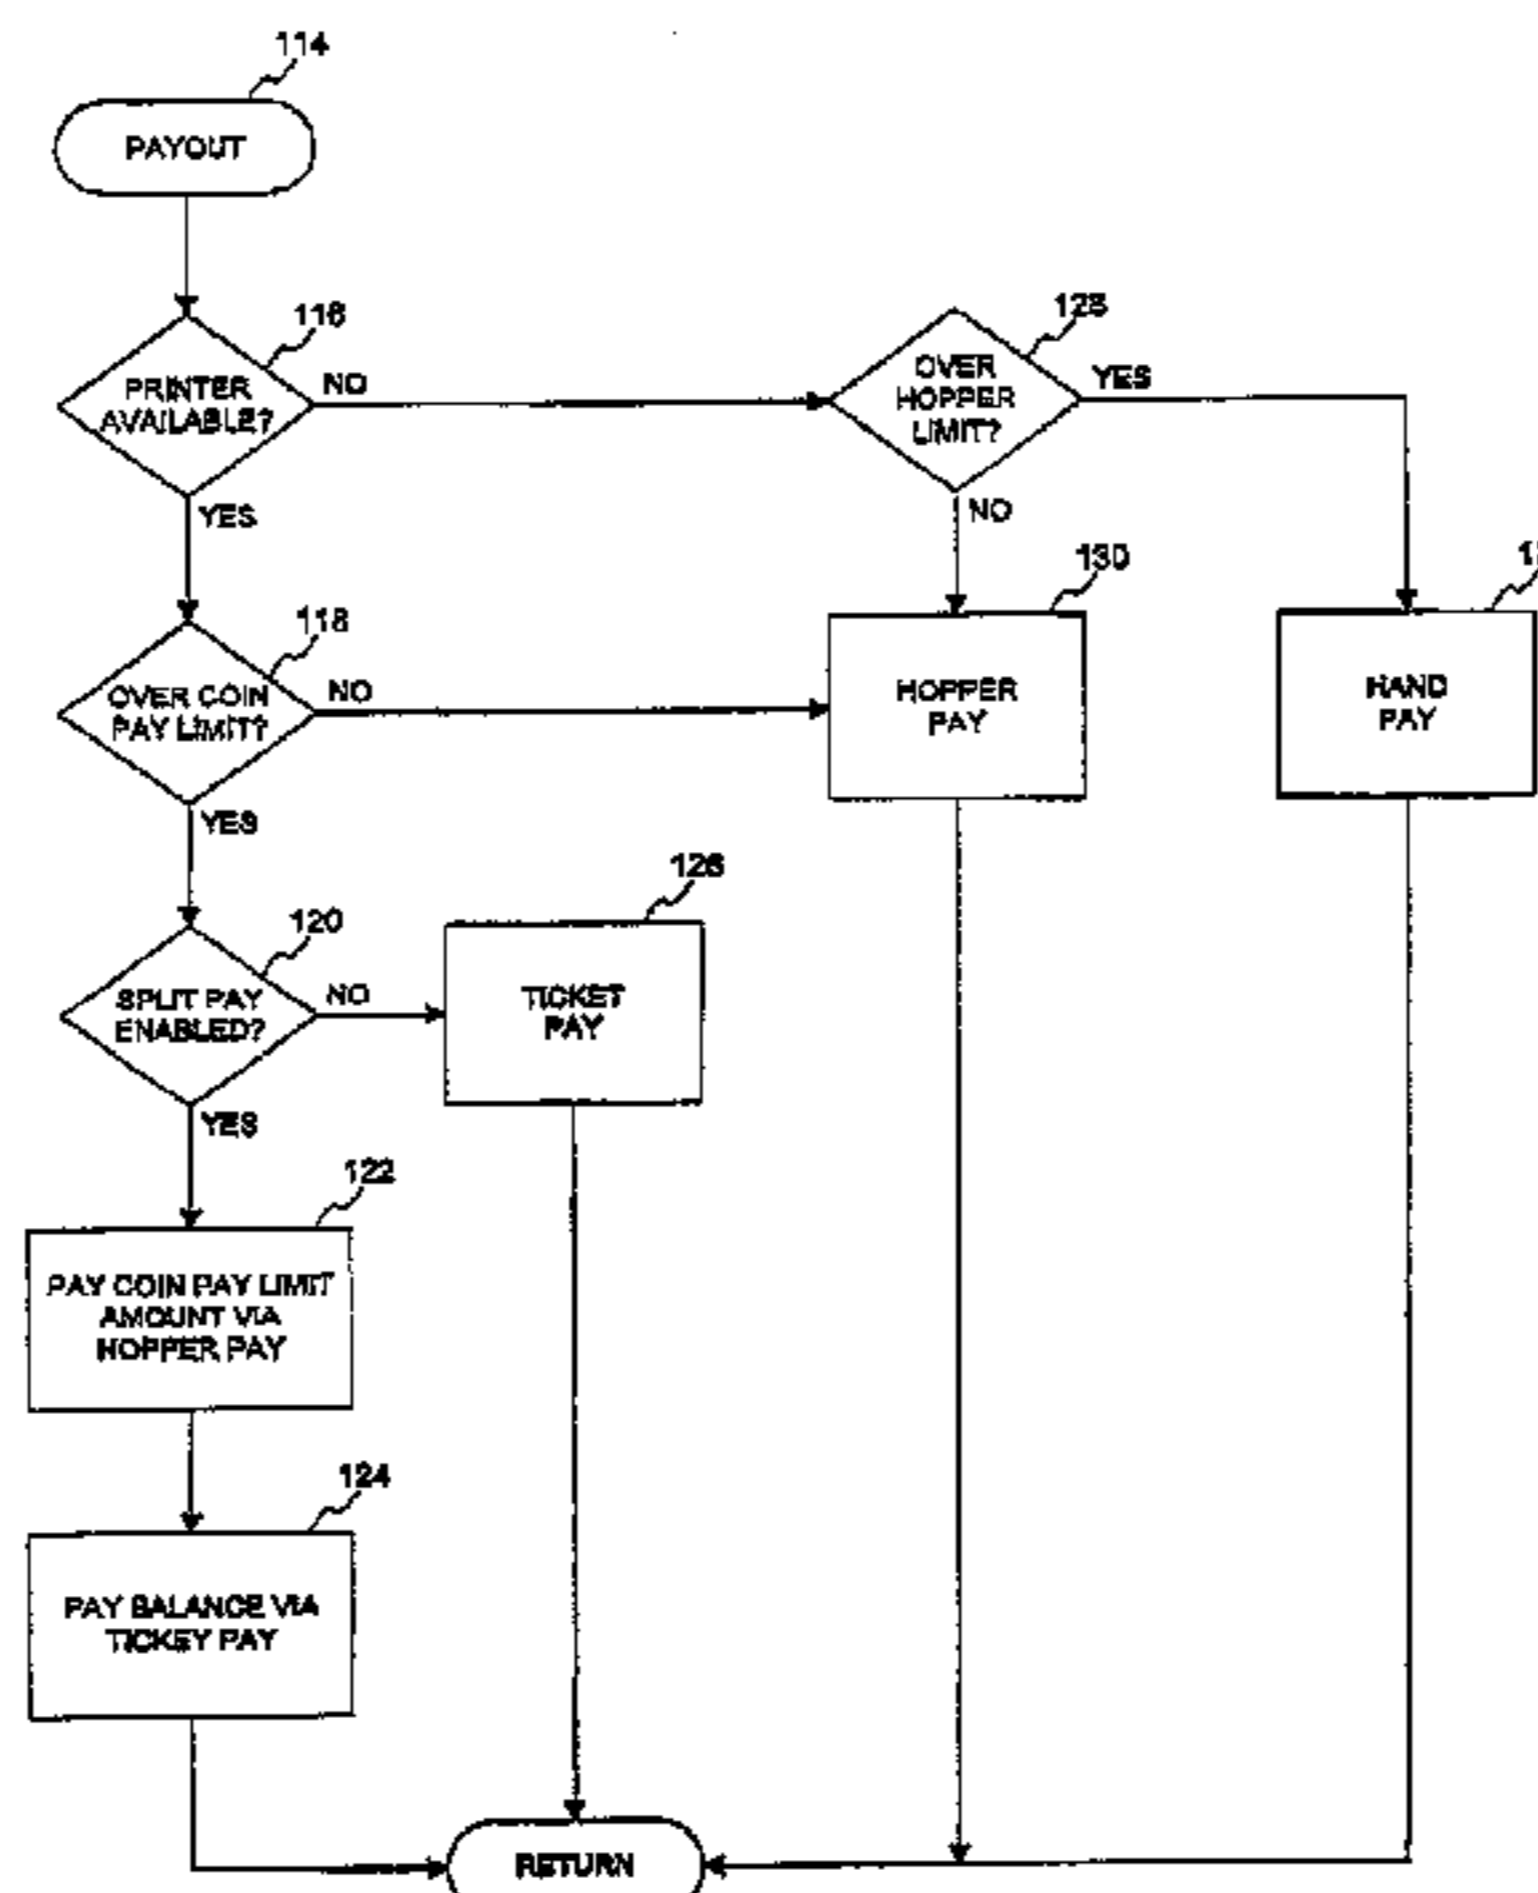 114
PAYOUT
116
PRINTER
AVAILABLE?
NO
YES
128
OVER
HOPPER
LIMIT?
YES
NO
118
OVER COIN
PAY LIMIT?
NO
YES
130
HOPPER
PAY
HAND
PAY
120
SPLIT PAY
ENABLED?
NO
YES
126
TICKET
PAY
122
PAY COIN PAY LIMIT
AMOUNT VIA
HOPPER PAY
124
PAY BALANCE VIA
TICKEY PAY
RETURN